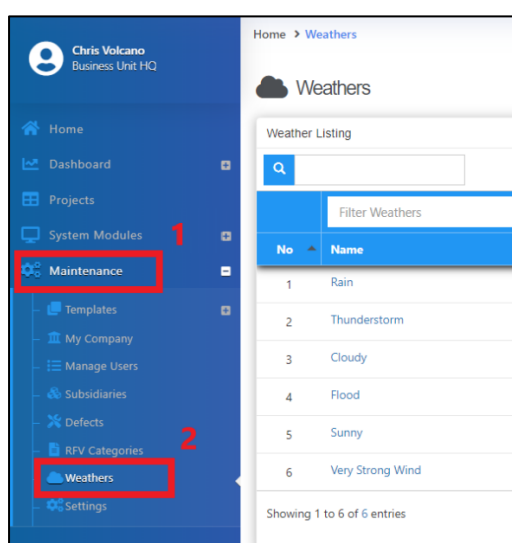 Chris Volcano
Business Unit HQ
Home
Dashboard
Projects
System Modules
1
Maintenance
Templates
My Company
Manage Users
Subsidiaries
Defects
RFV Categories
2
Weathers
Settings
Home > Weathers
Weathers
Weather Listing
Filter Weathers
No Name
1 Rain
2 Thunderstorm
3 Cloudy
4 Flood
5 Sunny
6 Very Strong Wind
Showing 1 to 6 of 6 entries